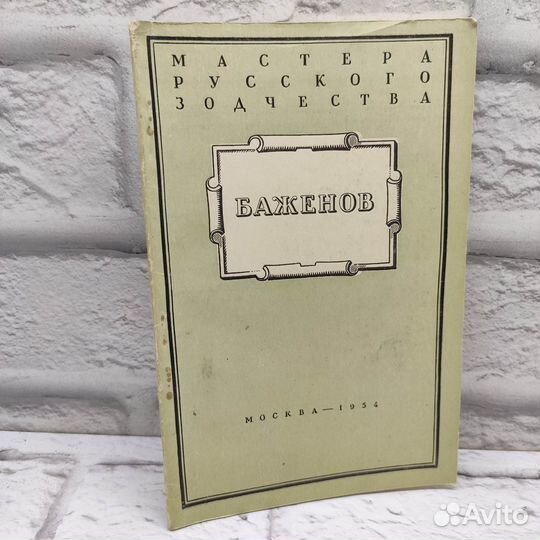 МАСТЕРА
РУССКОГО
ЗОДЧЕСТВА
БАЖЕНОВ
МОСКВА — 1954
Avito